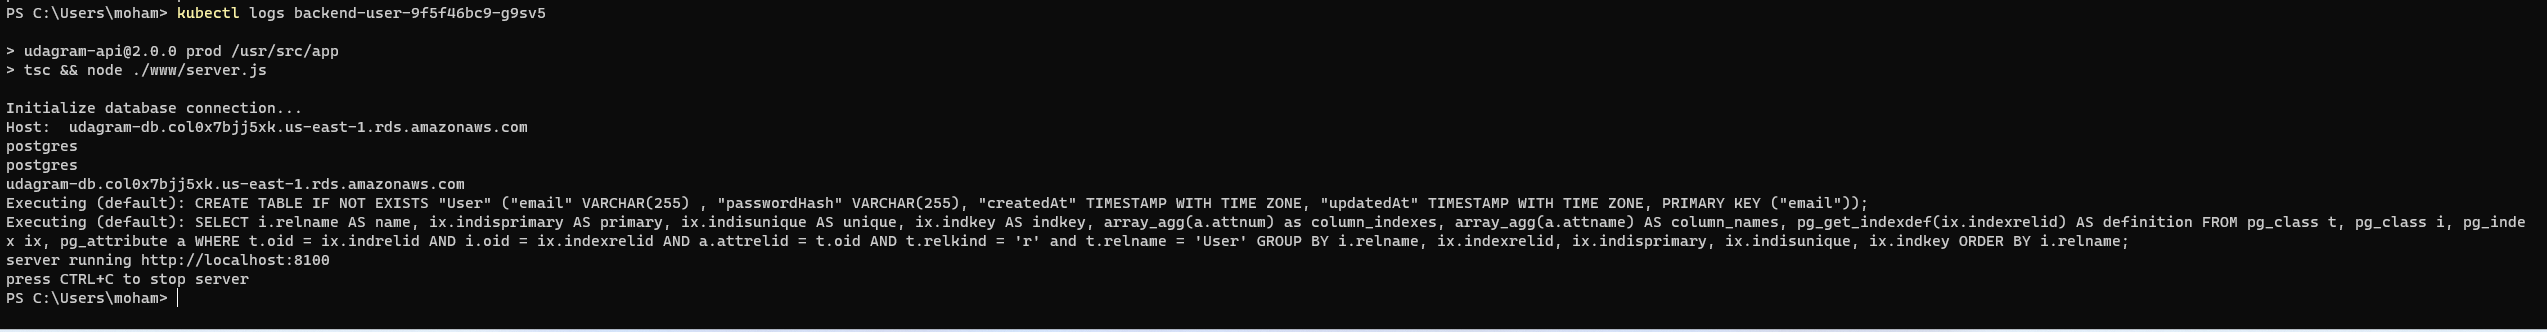 PS C:\Users\moham> kubectl logs backend-user-9f5f46bc9-g9sv5
> udagram-api@2.0.0 prod /usr/src/app
> tsc && node ./www/server.js
Initialize database connection...
Host:  udagram-db.col0x7bjj5xk.us-east-1.rds.amazonaws.com
postgres
postgres
udagram-db.col0x7bjj5xk.us-east-1.rds.amazonaws.com
Executing (default): CREATE TABLE IF NOT EXISTS "User" ("email" VARCHAR(255) , "passwordHash" VARCHAR(255), "createdAt" TIMESTAMP WITH TIME ZONE, "updatedAt" TIMESTAMP WITH TIME ZONE, PRIMARY KEY ("email"));
Executing (default): SELECT i.relname AS name, ix.indisprimary AS primary, ix.indisunique AS unique, ix.indkey AS indkey, array_agg(a.attnum) as column_indexes, array_agg(a.attname) AS column_names, pg_get_indexdef(ix.indexrelid) AS definition FROM pg_class t, pg_class i, pg_inde
x ix, pg_attribute a WHERE t.oid = ix.indrelid AND i.oid = ix.indexrelid AND a.attrelid = t.oid AND t.relkind = 'r' and t.relname = 'User' GROUP BY i.relname, ix.indexrelid, ix.indisprimary, ix.indisunique, ix.indkey ORDER BY i.relname;
server running http://localhost:8100
press CTRL+C to stop server
PS C:\Users\moham>